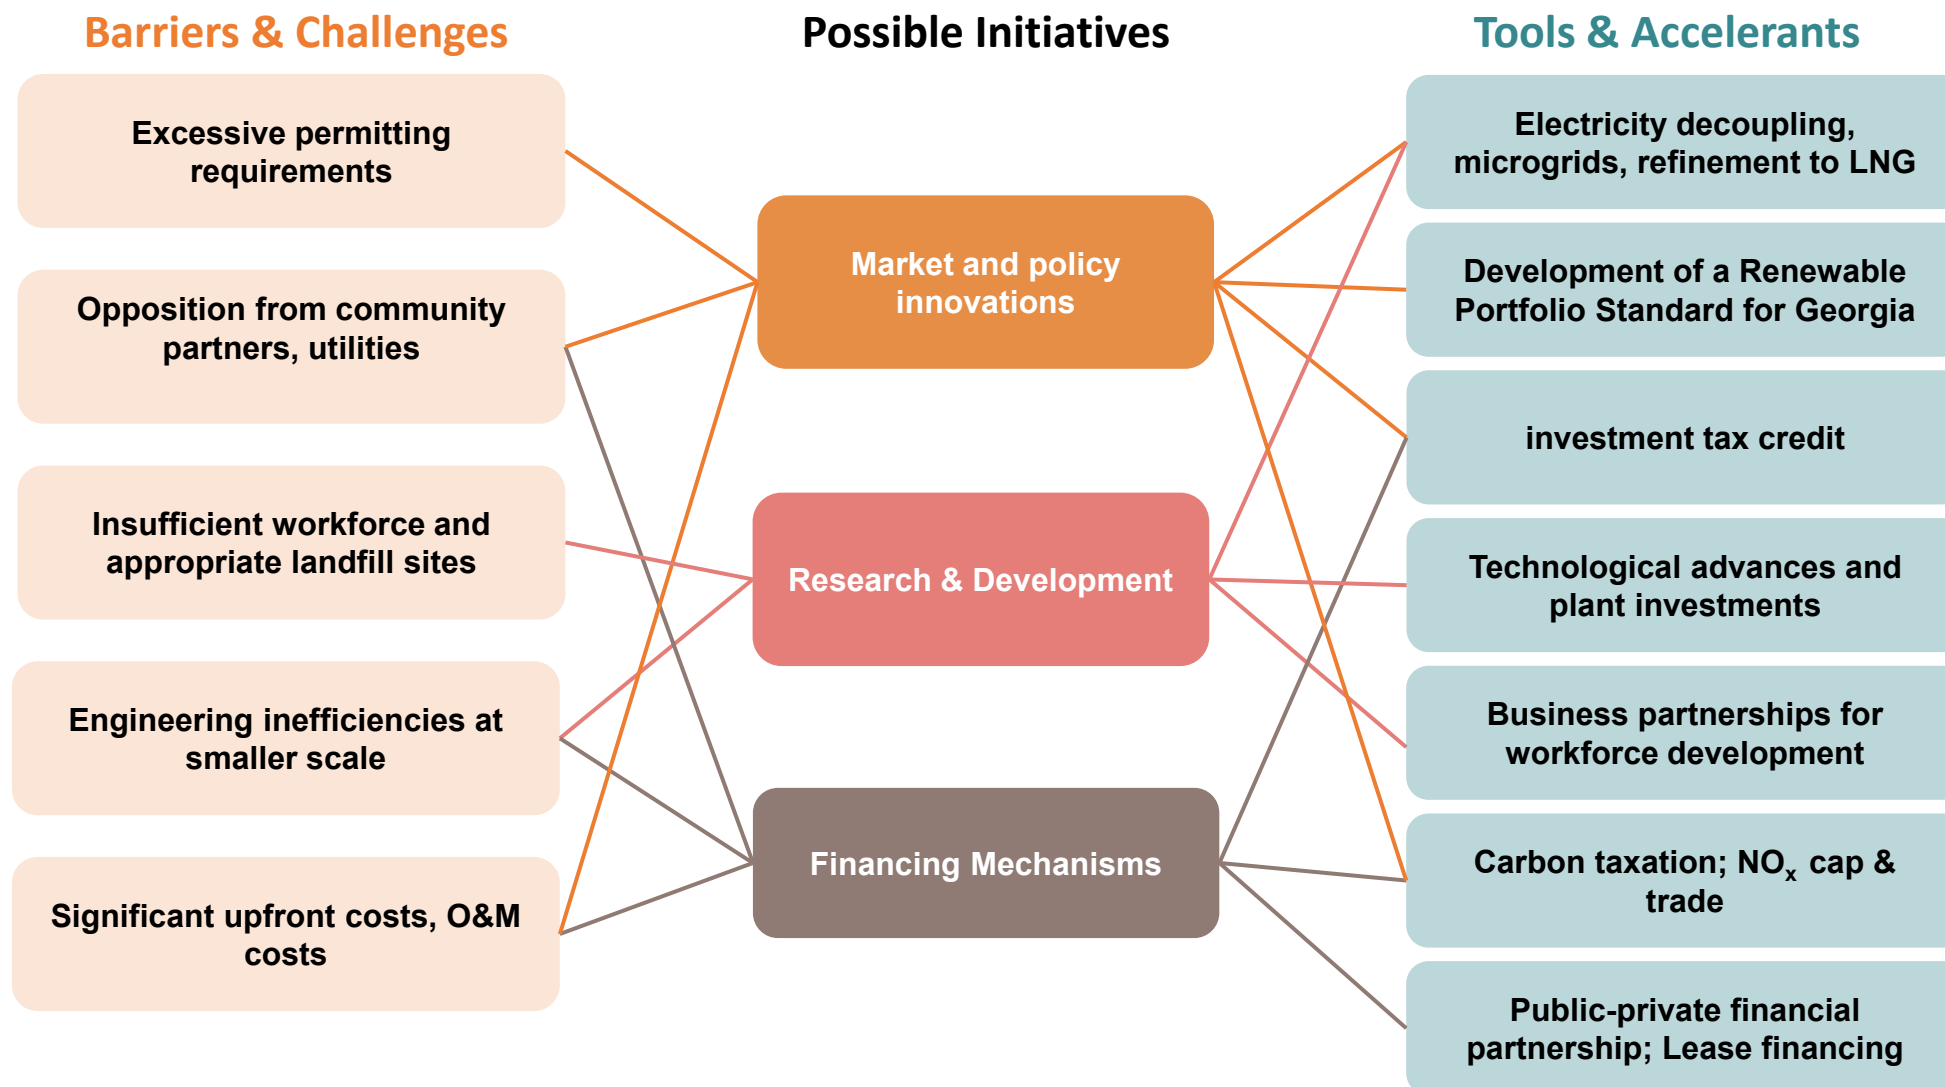 Barriers & Challenges
Excessive permitting
requirements
Opposition from community
partners, utilities
Insufficient workforce and
appropriate landfill sites
Engineering inefficiencies at
smaller scale
Significant upfront costs, O&M
costs
Possible Initiatives
Market and policy
innovations
Research & Development
Financing Mechanisms
Tools & Accelerants
Electricity decoupling,
microgrids, refinement to LNG
Development of a Renewable
Portfolio Standard for Georgia
investment tax credit
Technological advances and
plant investments
Business partnerships for
workforce development
Carbon taxation; NOₓ cap &
trade
Public-private financial
partnership; Lease financing